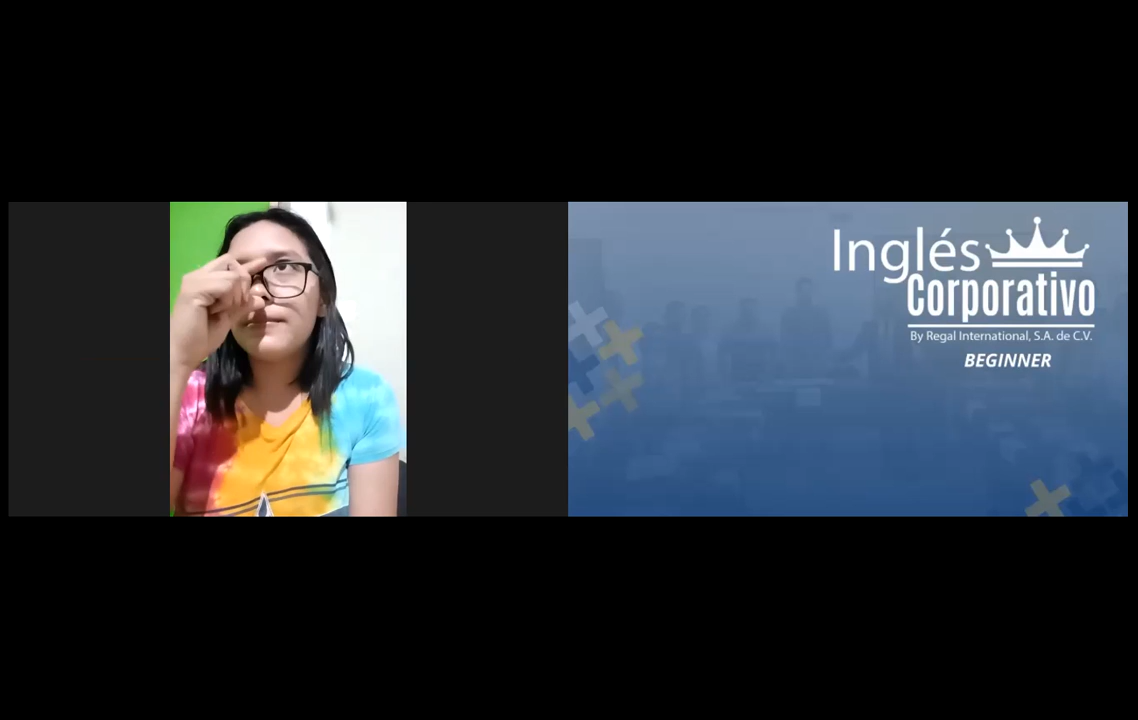 Inglés
Corporativo
By Regal International, S.A. de C.V.
BEGINNER